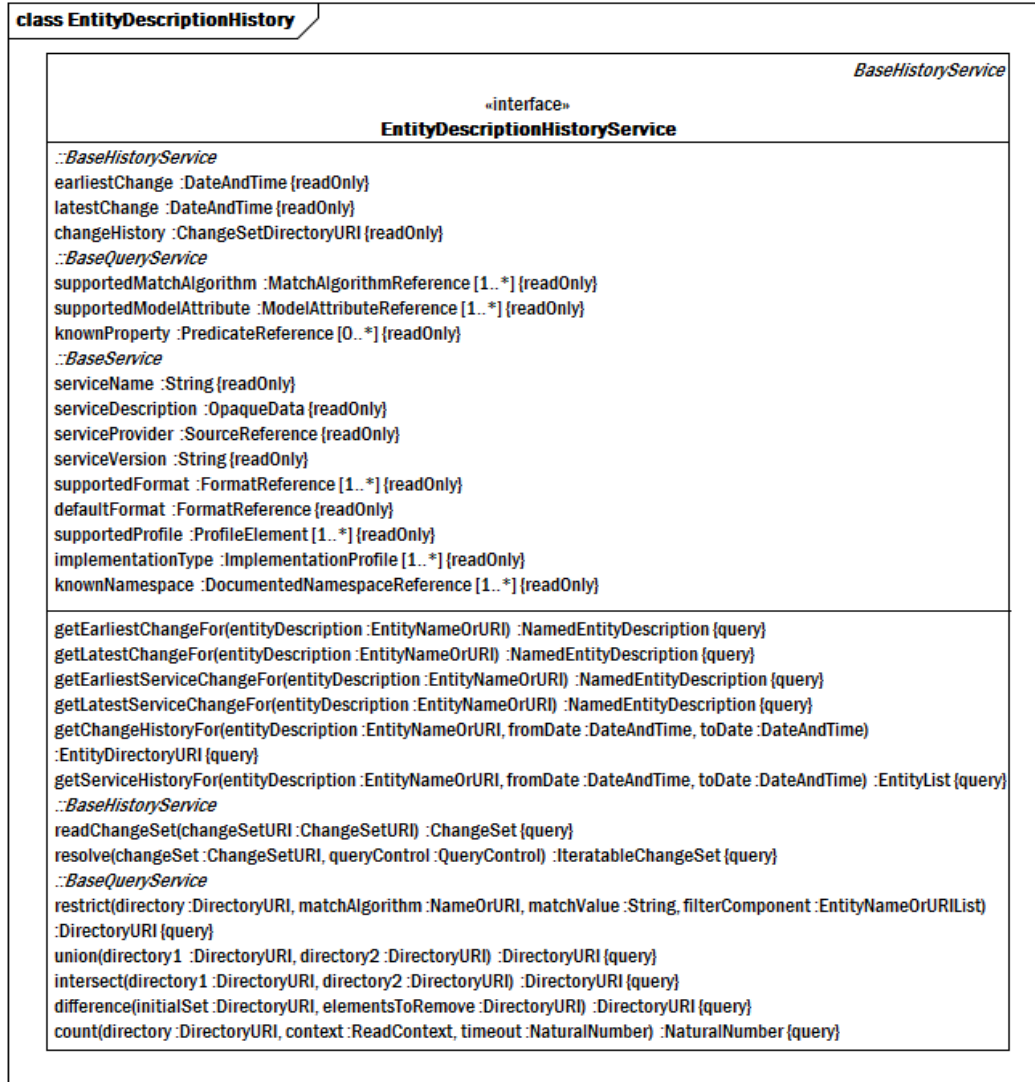 class EntityDescriptionHistory
BaseHistoryService
«interface»
EntityDescriptionHistoryService
::BaseHistoryService
earliestChange :DateAndTime {readOnly}
latestChange :DateAndTime {readOnly}
changeHistory :ChangeSetDirectoryURI {readOnly}
::BaseQueryService
supportedMatchAlgorithm :MatchAlgorithmReference [1..*] {readOnly}
supportedModelAttribute :ModelAttributeReference [1..*] {readOnly}
knownProperty :PredicateReference [0..*] {readOnly}
::BaseService
serviceName :String {readOnly}
serviceDescription :OpaqueData {readOnly}
serviceProvider :SourceReference {readOnly}
serviceVersion :String {readOnly}
supportedFormat :FormatReference [1..*] {readOnly}
defaultFormat :FormatReference {readOnly}
supportedProfile :ProfileElement [1..*] {readOnly}
implementationType :ImplementationProfile [1..*] {readOnly}
knownNamespace :DocumentedNamespaceReference [1..*] {readOnly}
getEarliestChangeFor(entityDescription :EntityNameOrURI) :NamedEntityDescription {query}
getLatestChangeFor(entityDescription :EntityNameOrURI) :NamedEntityDescription {query}
getEarliestServiceChangeFor(entityDescription :EntityNameOrURI) :NamedEntityDescription {query}
getLatestServiceChangeFor(entityDescription :EntityNameOrURI) :NamedEntityDescription {query}
getChangeHistoryFor(entityDescription :EntityNameOrURI, fromDate :DateAndTime, toDate :DateAndTime)
:EntityDirectoryURI {query}
getServiceHistoryFor(entityDescription :EntityNameOrURI, fromDate :DateAndTime, toDate :DateAndTime) :EntityList {query}
::BaseHistoryService
readChangeSet(changeSetURI :ChangeSetURI) :ChangeSet {query}
resolve(changeSet :ChangeSetURI, queryControl :QueryControl) :IteratableChangeSet {query}
::BaseQueryService
restrict(directory :DirectoryURI, matchAlgorithm :NameOrURI, matchValue :String, filterComponent :EntityNameOrURIList)
:DirectoryURI {query}
union(directory1 :DirectoryURI, directory2 :DirectoryURI) :DirectoryURI {query}
intersect(directory1 :DirectoryURI, directory2 :DirectoryURI) :DirectoryURI {query}
difference(initialSet :DirectoryURI, elementsToRemove :DirectoryURI) :DirectoryURI {query}
count(directory :DirectoryURI, context :ReadContext, timeout :NaturalNumber) :NaturalNumber {query}